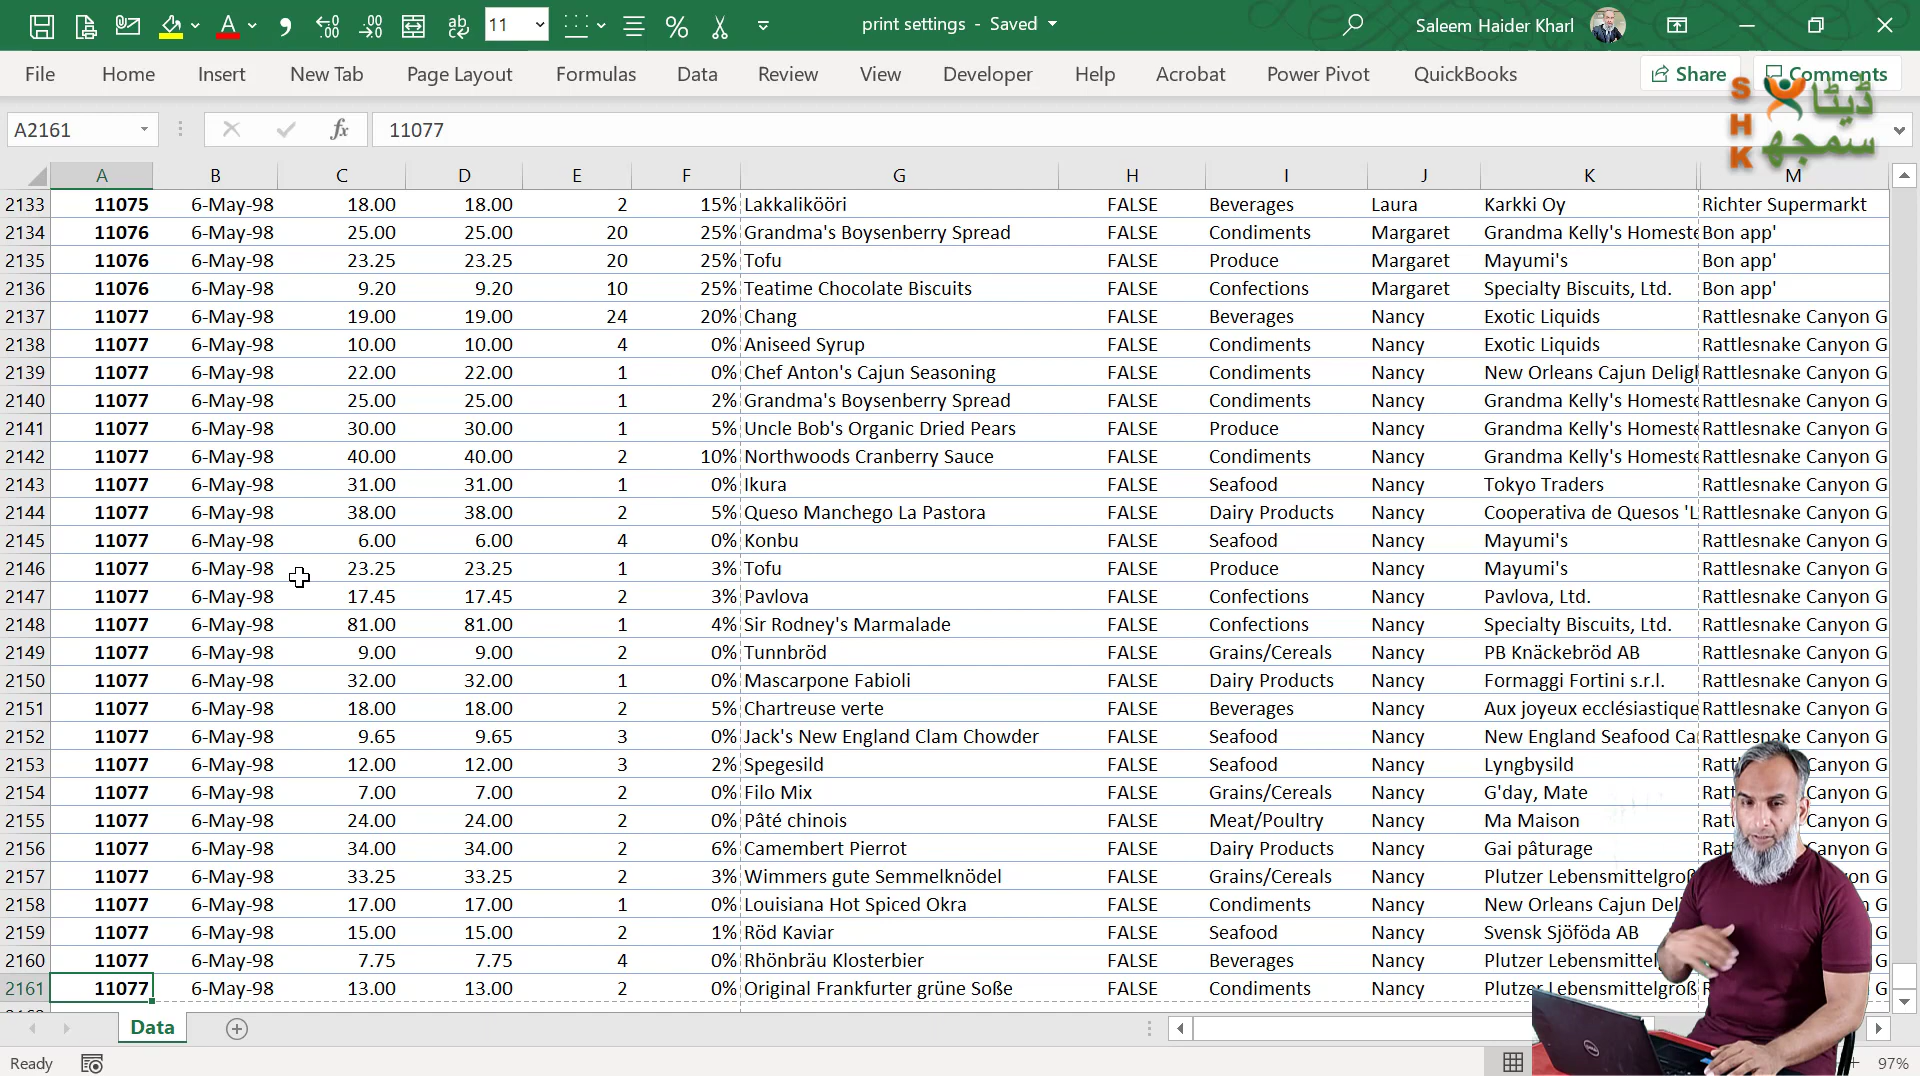 11 print settings - Saved Saleem Haider Kharl
File Home Insert New Tab Page Layout Formulas Data Review View Developer Help Acrobat Power Pivot QuickBooks Share Comments
SHK ڈیٹا سمجھ
A2161 fx 11077
A B C D E F G H I J K M
2133 11075 6-May-98 18.00 18.00 2 15% Lakkalikööri FALSE Beverages Laura Karkki Oy Richter Supermarkt
2134 11076 6-May-98 25.00 25.00 20 25% Grandma's Boysenberry Spread FALSE Condiments Margaret Grandma Kelly's Homeste Bon app'
2135 11076 6-May-98 23.25 23.25 20 25% Tofu FALSE Produce Margaret Mayumi's Bon app'
2136 11076 6-May-98 9.20 9.20 10 25% Teatime Chocolate Biscuits FALSE Confections Margaret Specialty Biscuits, Ltd. Bon app'
2137 11077 6-May-98 19.00 19.00 24 20% Chang FALSE Beverages Nancy Exotic Liquids Rattlesnake Canyon G
2138 11077 6-May-98 10.00 10.00 4 0% Aniseed Syrup FALSE Condiments Nancy Exotic Liquids Rattlesnake Canyon G
2139 11077 6-May-98 22.00 22.00 1 0% Chef Anton's Cajun Seasoning FALSE Condiments Nancy New Orleans Cajun Deligh Rattlesnake Canyon G
2140 11077 6-May-98 25.00 25.00 1 2% Grandma's Boysenberry Spread FALSE Condiments Nancy Grandma Kelly's Homeste Rattlesnake Canyon G
2141 11077 6-May-98 30.00 30.00 1 5% Uncle Bob's Organic Dried Pears FALSE Produce Nancy Grandma Kelly's Homeste Rattlesnake Canyon G
2142 11077 6-May-98 40.00 40.00 2 10% Northwoods Cranberry Sauce FALSE Condiments Nancy Grandma Kelly's Homeste Rattlesnake Canyon G
2143 11077 6-May-98 31.00 31.00 1 0% Ikura FALSE Seafood Nancy Tokyo Traders Rattlesnake Canyon G
2144 11077 6-May-98 38.00 38.00 2 5% Queso Manchego La Pastora FALSE Dairy Products Nancy Cooperativa de Quesos 'L Rattlesnake Canyon G
2145 11077 6-May-98 6.00 6.00 4 0% Konbu FALSE Seafood Nancy Mayumi's Rattlesnake Canyon G
2146 11077 6-May-98 23.25 23.25 1 3% Tofu FALSE Produce Nancy Mayumi's Rattlesnake Canyon G
2147 11077 6-May-98 17.45 17.45 2 3% Pavlova FALSE Confections Nancy Pavlova, Ltd. Rattlesnake Canyon G
2148 11077 6-May-98 81.00 81.00 1 4% Sir Rodney's Marmalade FALSE Confections Nancy Specialty Biscuits, Ltd. Rattlesnake Canyon G
2149 11077 6-May-98 9.00 9.00 2 0% Tunnbröd FALSE Grains/Cereals Nancy PB Knäckebröd AB Rattlesnake Canyon G
2150 11077 6-May-98 32.00 32.00 1 0% Mascarpone Fabioli FALSE Dairy Products Nancy Formaggi Fortini s.r.l. Rattlesnake Canyon G
2151 11077 6-May-98 18.00 18.00 2 5% Chartreuse verte FALSE Beverages Nancy Aux joyeux ecclésiastique Rattlesnake Canyon G
2152 11077 6-May-98 9.65 9.65 3 0% Jack's New England Clam Chowder FALSE Seafood Nancy New England Seafood Ca Rattlesnake Canyon G
2153 11077 6-May-98 12.00 12.00 3 2% Spegesild FALSE Seafood Nancy Lyngbysild Canyon G
2154 11077 6-May-98 7.00 7.00 2 0% Filo Mix FALSE Grains/Cereals Nancy G'day, Mate Canyon G
2155 11077 6-May-98 24.00 24.00 2 0% Pâté chinois FALSE Meat/Poultry Nancy Ma Maison Canyon G
2156 11077 6-May-98 34.00 34.00 2 6% Camembert Pierrot FALSE Dairy Products Nancy Gai pâturage Canyon G
2157 11077 6-May-98 33.25 33.25 2 3% Wimmers gute Semmelknödel FALSE Grains/Cereals Nancy Plutzer Lebensmittelgroß G
2158 11077 6-May-98 17.00 17.00 1 0% Louisiana Hot Spiced Okra FALSE Condiments Nancy New Orleans Cajun G
2159 11077 6-May-98 15.00 15.00 2 1% Röd Kaviar FALSE Seafood Nancy Svensk Sjöföda AB G
2160 11077 6-May-98 7.75 7.75 4 0% Rhönbräu Klosterbier FALSE Beverages Nancy Plutzer G
2161 11077 6-May-98 13.00 13.00 2 0% Original Frankfurter grüne Soße FALSE Condiments Nancy Plutzer Lebensmittelgroß G
Data
Ready 97%